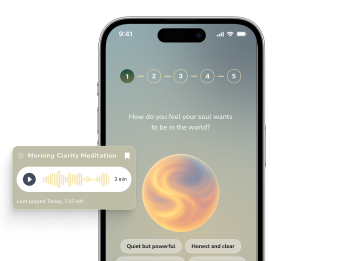 9:41
1 2 3 4 5
How do you feel your soul wants
to be in the world?
Morning Clarity Meditation
3 min
Last played Today, 7:05 AM
Quiet but powerful
Honest and clear